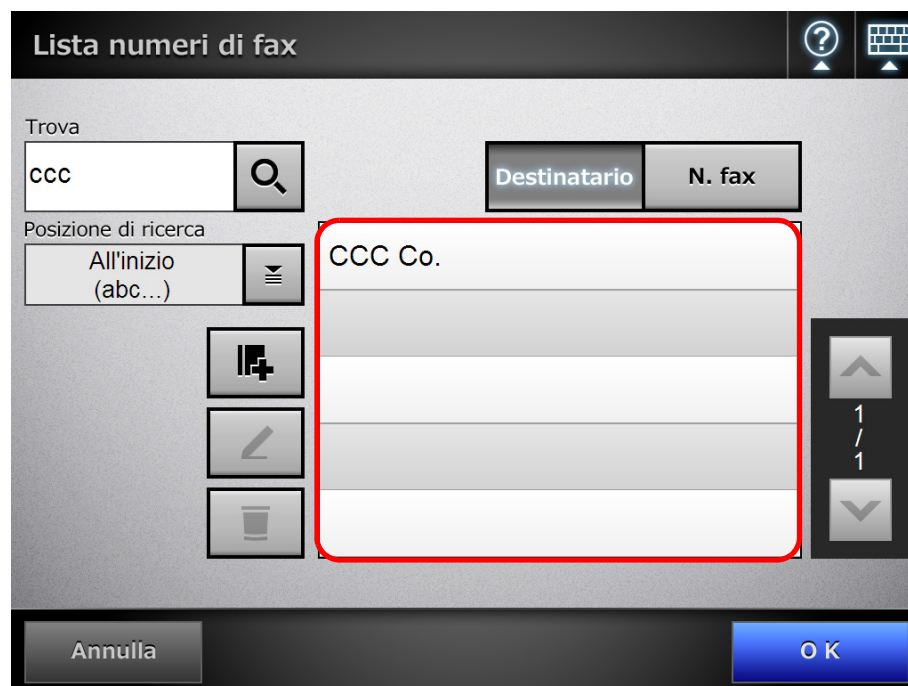 Lista numeri di fax
?
Trova
ccc
Destinatario
N. fax
Posizione di ricerca
All'inizio
(abc...)
CCC Co.
1
/
1
Annulla
OK